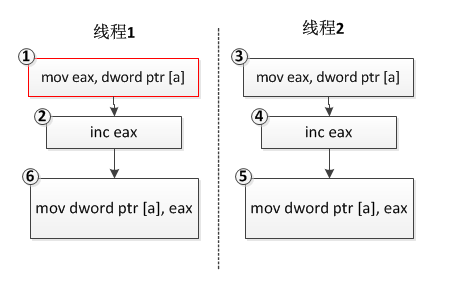 线程1
① mov eax, dword ptr [a]
② inc eax
⑥ mov dword ptr [a], eax
线程2
③ mov eax, dword ptr [a]
④ inc eax
⑤ mov dword ptr [a], eax